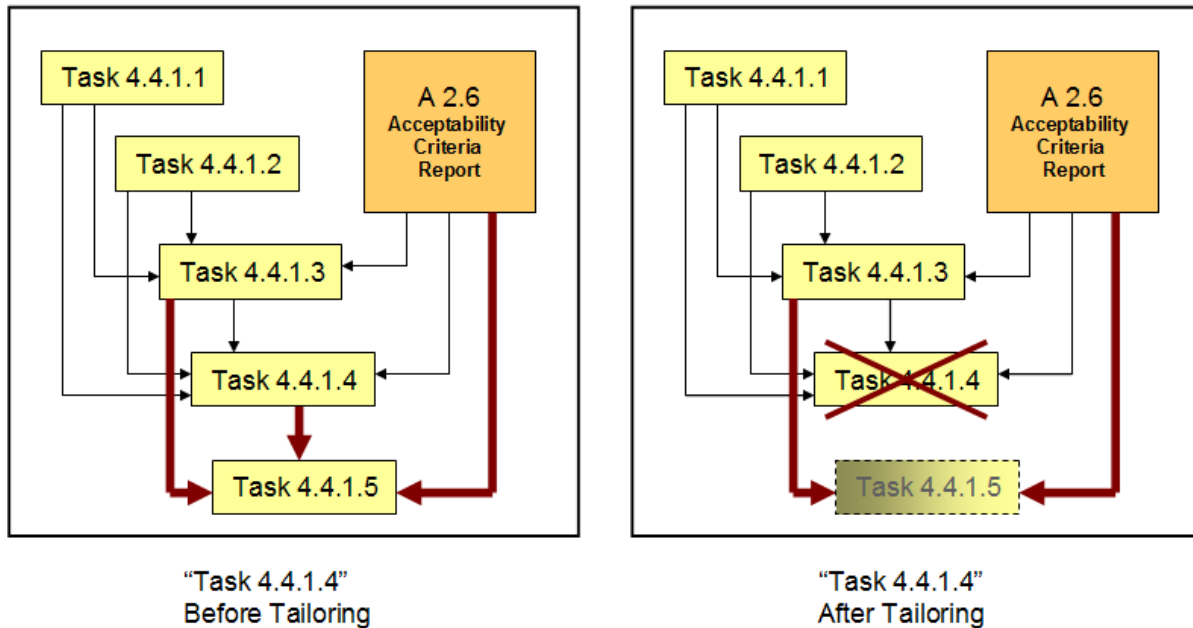 Task 4.4.1.1
A 2.6
Acceptability
Criteria
Report
Task 4.4.1.2
Task 4.4.1.3
Task 4.4.1.4
Task 4.4.1.5
“Task 4.4.1.4”
Before Tailoring
Task 4.4.1.1
A 2.6
Acceptability
Criteria
Report
Task 4.4.1.2
Task 4.4.1.3
Task 4.4.1.4
Task 4.4.1.5
“Task 4.4.1.4”
After Tailoring